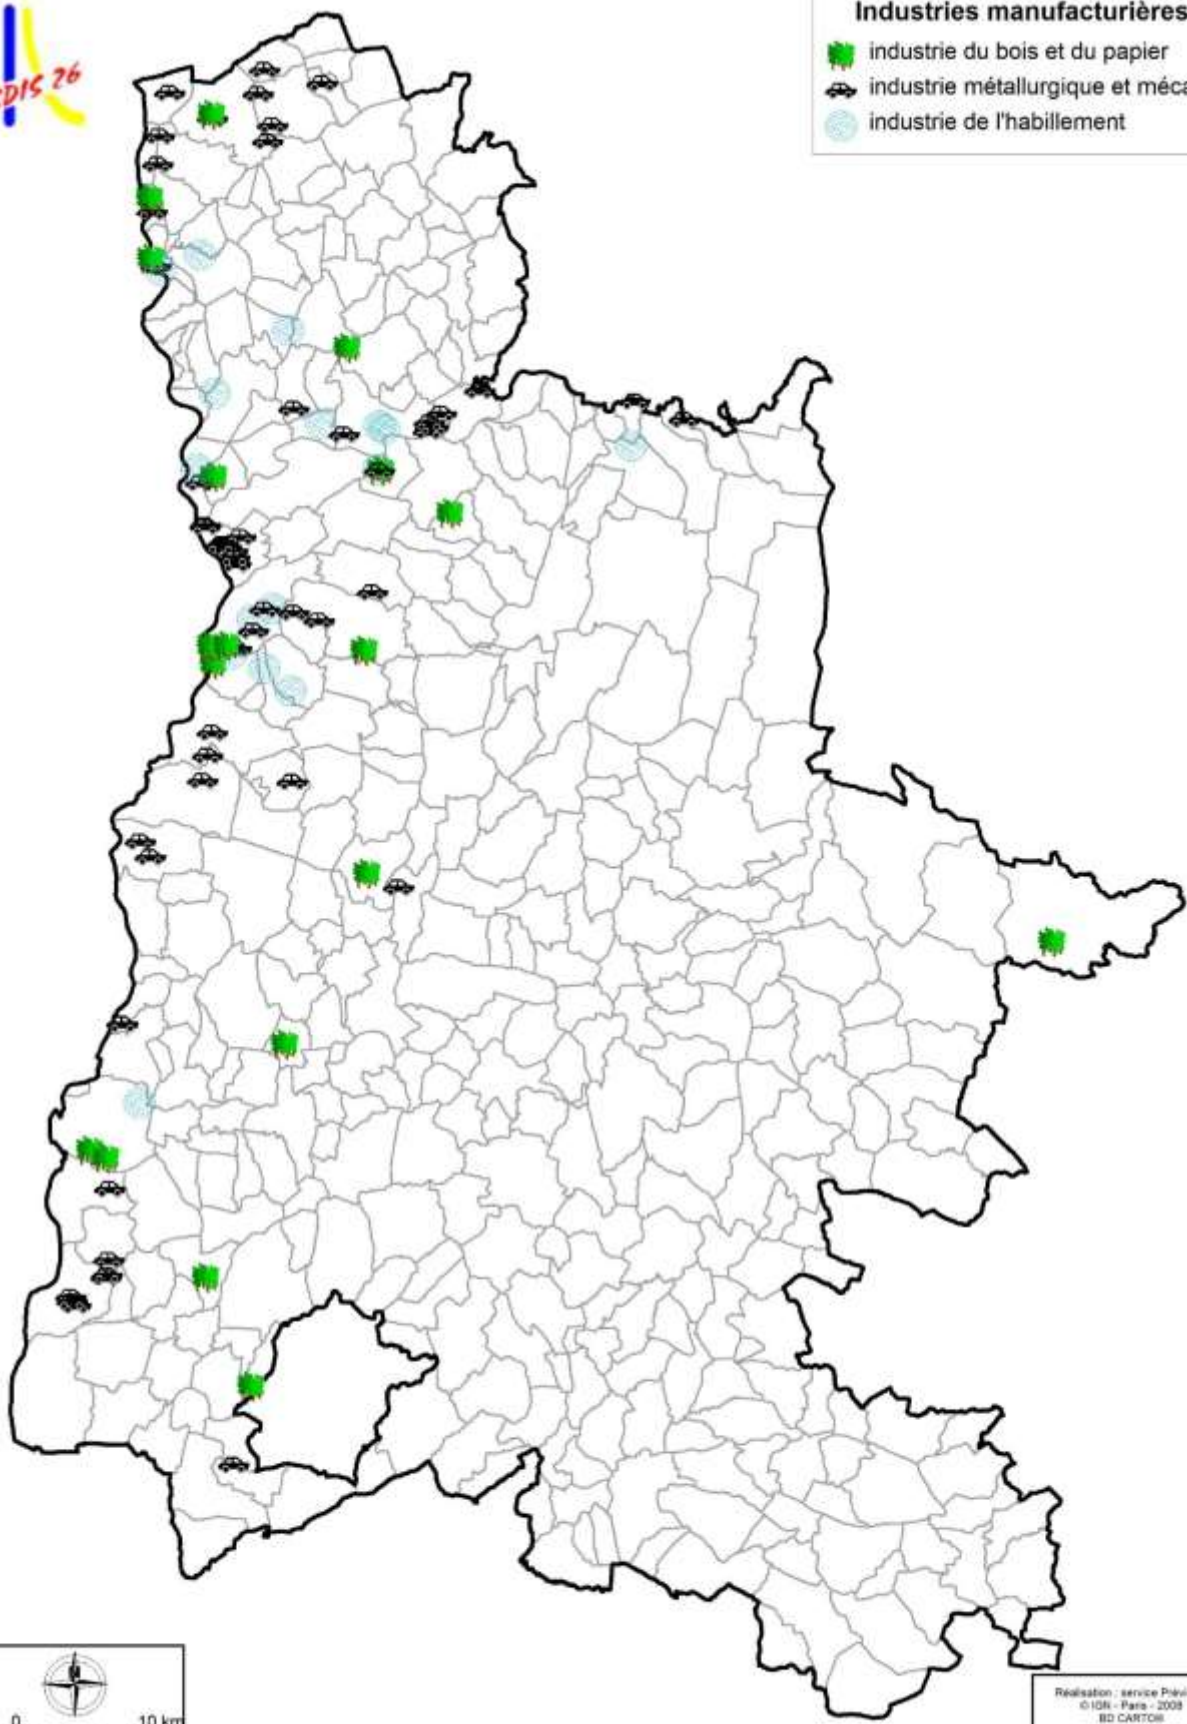 DIS 26
Industries manufacturières
industrie du bois et du papier
industrie métallurgique et méca
industrie de l'habillement
0 10 km
Réalisation : service Prévi
© IGN - Paris - 2008
BD CARTO®